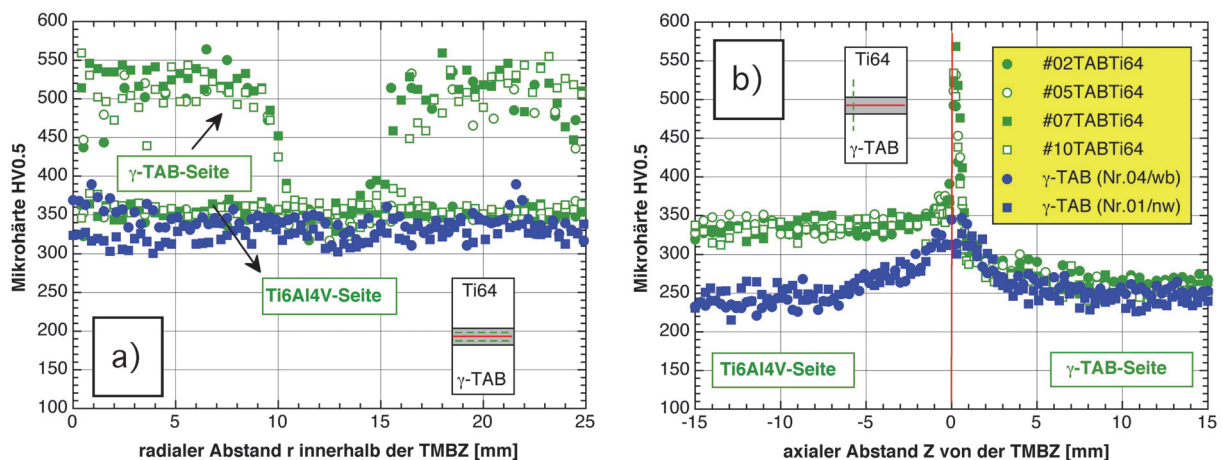 600
550
500
450
400
350
300
250
200
150
100
Mikrohärte HV0.5
γ-TAB-Seite
Ti6Al4V-Seite
a)
Ti64
γ-TAB
0
5
10
15
20
25
radialer Abstand r innerhalb der TMBZ [mm]
600
550
500
450
400
350
300
250
200
150
100
Mikrohärte HV0.5
b)
Ti64
γ-TAB
#02TABTi64
#05TABTi64
#07TABTi64
#10TABTi64
γ-TAB (Nr.04/wb)
γ-TAB (Nr.01/nw)
Ti6Al4V-Seite
γ-TAB-Seite
-15
-10
-5
0
5
10
15
axialer Abstand Z von der TMBZ [mm]